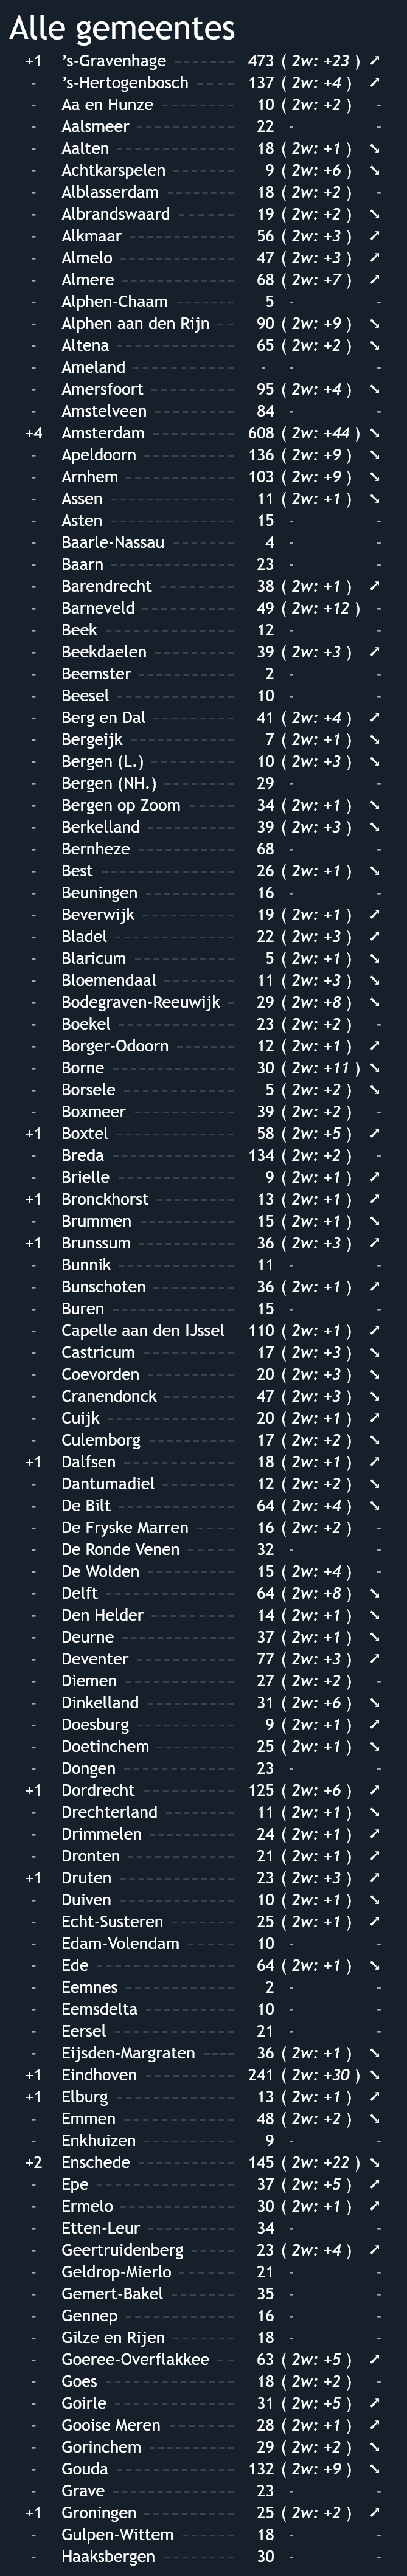 Alle gemeentes
+1 ’s-Gravenhage 473 ( 2w: +23 ) ➚
- ’s-Hertogenbosch 137 ( 2w: +4 ) ➚
- Aa en Hunze 10 ( 2w: +2 ) -
- Aalsmeer 22 - -
- Aalten 18 ( 2w: +1 ) ➘
- Achtkarspelen 9 ( 2w: +6 ) ➘
- Alblasserdam 18 ( 2w: +2 ) -
- Albrandswaard 19 ( 2w: +2 ) ➘
- Alkmaar 56 ( 2w: +3 ) ➚
- Almelo 47 ( 2w: +3 ) ➚
- Almere 68 ( 2w: +7 ) ➚
- Alphen-Chaam 5 - -
- Alphen aan den Rijn 90 ( 2w: +9 ) ➘
- Altena 65 ( 2w: +2 ) ➘
- Ameland - - -
- Amersfoort 95 ( 2w: +4 ) ➘
- Amstelveen 84 - -
+4 Amsterdam 608 ( 2w: +44 ) ➘
- Apeldoorn 136 ( 2w: +9 ) ➘
- Arnhem 103 ( 2w: +9 ) ➘
- Assen 11 ( 2w: +1 ) ➘
- Asten 15 - -
- Baarle-Nassau 4 - -
- Baarn 23 - -
- Barendrecht 38 ( 2w: +1 ) ➚
- Barneveld 49 ( 2w: +12 ) -
- Beek 12 - -
- Beekdaelen 39 ( 2w: +3 ) ➚
- Beemster 2 - -
- Beesel 10 - -
- Berg en Dal 41 ( 2w: +4 ) ➚
- Bergeijk 7 ( 2w: +1 ) ➘
- Bergen (L.) 10 ( 2w: +3 ) ➘
- Bergen (NH.) 29 - -
- Bergen op Zoom 34 ( 2w: +1 ) ➘
- Berkelland 39 ( 2w: +3 ) ➘
- Bernheze 68 - -
- Best 26 ( 2w: +1 ) ➘
- Beuningen 16 - -
- Beverwijk 19 ( 2w: +1 ) ➚
- Bladel 22 ( 2w: +3 ) ➚
- Blaricum 5 ( 2w: +1 ) ➘
- Bloemendaal 11 ( 2w: +3 ) ➘
- Bodegraven-Reeuwijk 29 ( 2w: +8 ) ➘
- Boekel 23 ( 2w: +2 ) -
- Borger-Odoorn 12 ( 2w: +1 ) ➚
- Borne 30 ( 2w: +11 ) ➘
- Borsele 5 ( 2w: +2 ) ➘
- Boxmeer 39 ( 2w: +2 ) -
+1 Boxtel 58 ( 2w: +5 ) ➚
- Breda 134 ( 2w: +2 ) -
- Brielle 9 ( 2w: +1 ) ➚
+1 Bronckhorst 13 ( 2w: +1 ) ➚
- Brummen 15 ( 2w: +1 ) ➘
+1 Brunssum 36 ( 2w: +3 ) ➚
- Bunnik 11 - -
- Bunschoten 36 ( 2w: +1 ) ➚
- Buren 15 - -
- Capelle aan den IJssel 110 ( 2w: +1 ) ➚
- Castricum 17 ( 2w: +3 ) ➘
- Coevorden 20 ( 2w: +3 ) ➘
- Cranendonck 47 ( 2w: +3 ) ➘
- Cuijk 20 ( 2w: +1 ) ➚
- Culemborg 17 ( 2w: +2 ) ➘
+1 Dalfsen 18 ( 2w: +1 ) ➚
- Dantumadiel 12 ( 2w: +2 ) ➘
- De Bilt 64 ( 2w: +4 ) ➘
- De Fryske Marren 16 ( 2w: +2 ) -
- De Ronde Venen 32 - -
- De Wolden 15 ( 2w: +4 ) -
- Delft 64 ( 2w: +8 ) ➘
- Den Helder 14 ( 2w: +1 ) ➘
- Deurne 37 ( 2w: +1 ) ➘
- Deventer 77 ( 2w: +3 ) ➚
- Diemen 27 ( 2w: +2 ) -
- Dinkelland 31 ( 2w: +6 ) ➘
- Doesburg 9 ( 2w: +1 ) ➚
- Doetinchem 25 ( 2w: +1 ) ➘
- Dongen 23 - -
+1 Dordrecht 125 ( 2w: +6 ) ➚
- Drechterland 11 ( 2w: +1 ) ➘
- Drimmelen 24 ( 2w: +1 ) ➚
- Dronten 21 ( 2w: +1 ) ➚
+1 Druten 23 ( 2w: +3 ) ➚
- Duiven 10 ( 2w: +1 ) ➘
- Echt-Susteren 25 ( 2w: +1 ) ➚
- Edam-Volendam 10 - -
- Ede 64 ( 2w: +1 ) ➘
- Eemnes 2 - -
- Eemsdelta 10 - -
- Eersel 21 - -
- Eijsden-Margraten 36 ( 2w: +1 ) ➘
+1 Eindhoven 241 ( 2w: +30 ) ➘
+1 Elburg 13 ( 2w: +1 ) ➚
- Emmen 48 ( 2w: +2 ) ➘
- Enkhuizen 9 - -
+2 Enschede 145 ( 2w: +22 ) ➘
- Epe 37 ( 2w: +5 ) ➚
- Ermelo 30 ( 2w: +1 ) ➚
- Etten-Leur 34 - -
- Geertruidenberg 23 ( 2w: +4 ) ➚
- Geldrop-Mierlo 21 - -
- Gemert-Bakel 35 - -
- Gennep 16 - -
- Gilze en Rijen 18 - -
- Goeree-Overflakkee 63 ( 2w: +5 ) ➚
- Goes 18 ( 2w: +2 ) -
- Goirle 31 ( 2w: +5 ) ➚
- Gooise Meren 28 ( 2w: +1 ) ➚
- Gorinchem 29 ( 2w: +2 ) ➘
- Gouda 132 ( 2w: +9 ) ➘
- Grave 23 - -
+1 Groningen 25 ( 2w: +2 ) ➚
- Gulpen-Wittem 18 - -
- Haaksbergen 30 - -